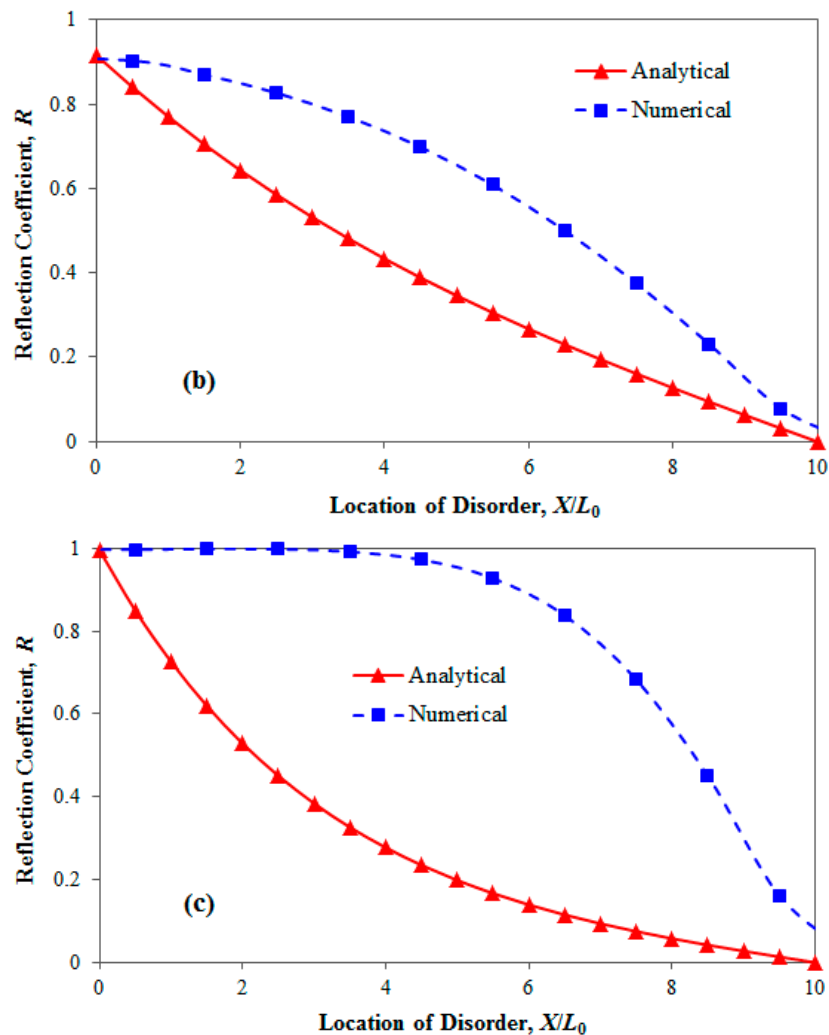 1
0.8
0.6
0.4
0.2
0
Reflection Coefficient, R
Analytical
Numerical
(b)
0 2 4 6 8 10
Location of Disorder, X/L₀
1
0.8
0.6
0.4
0.2
0
Reflection Coefficient, R
Analytical
Numerical
(c)
0 2 4 6 8 10
Location of Disorder, X/L₀